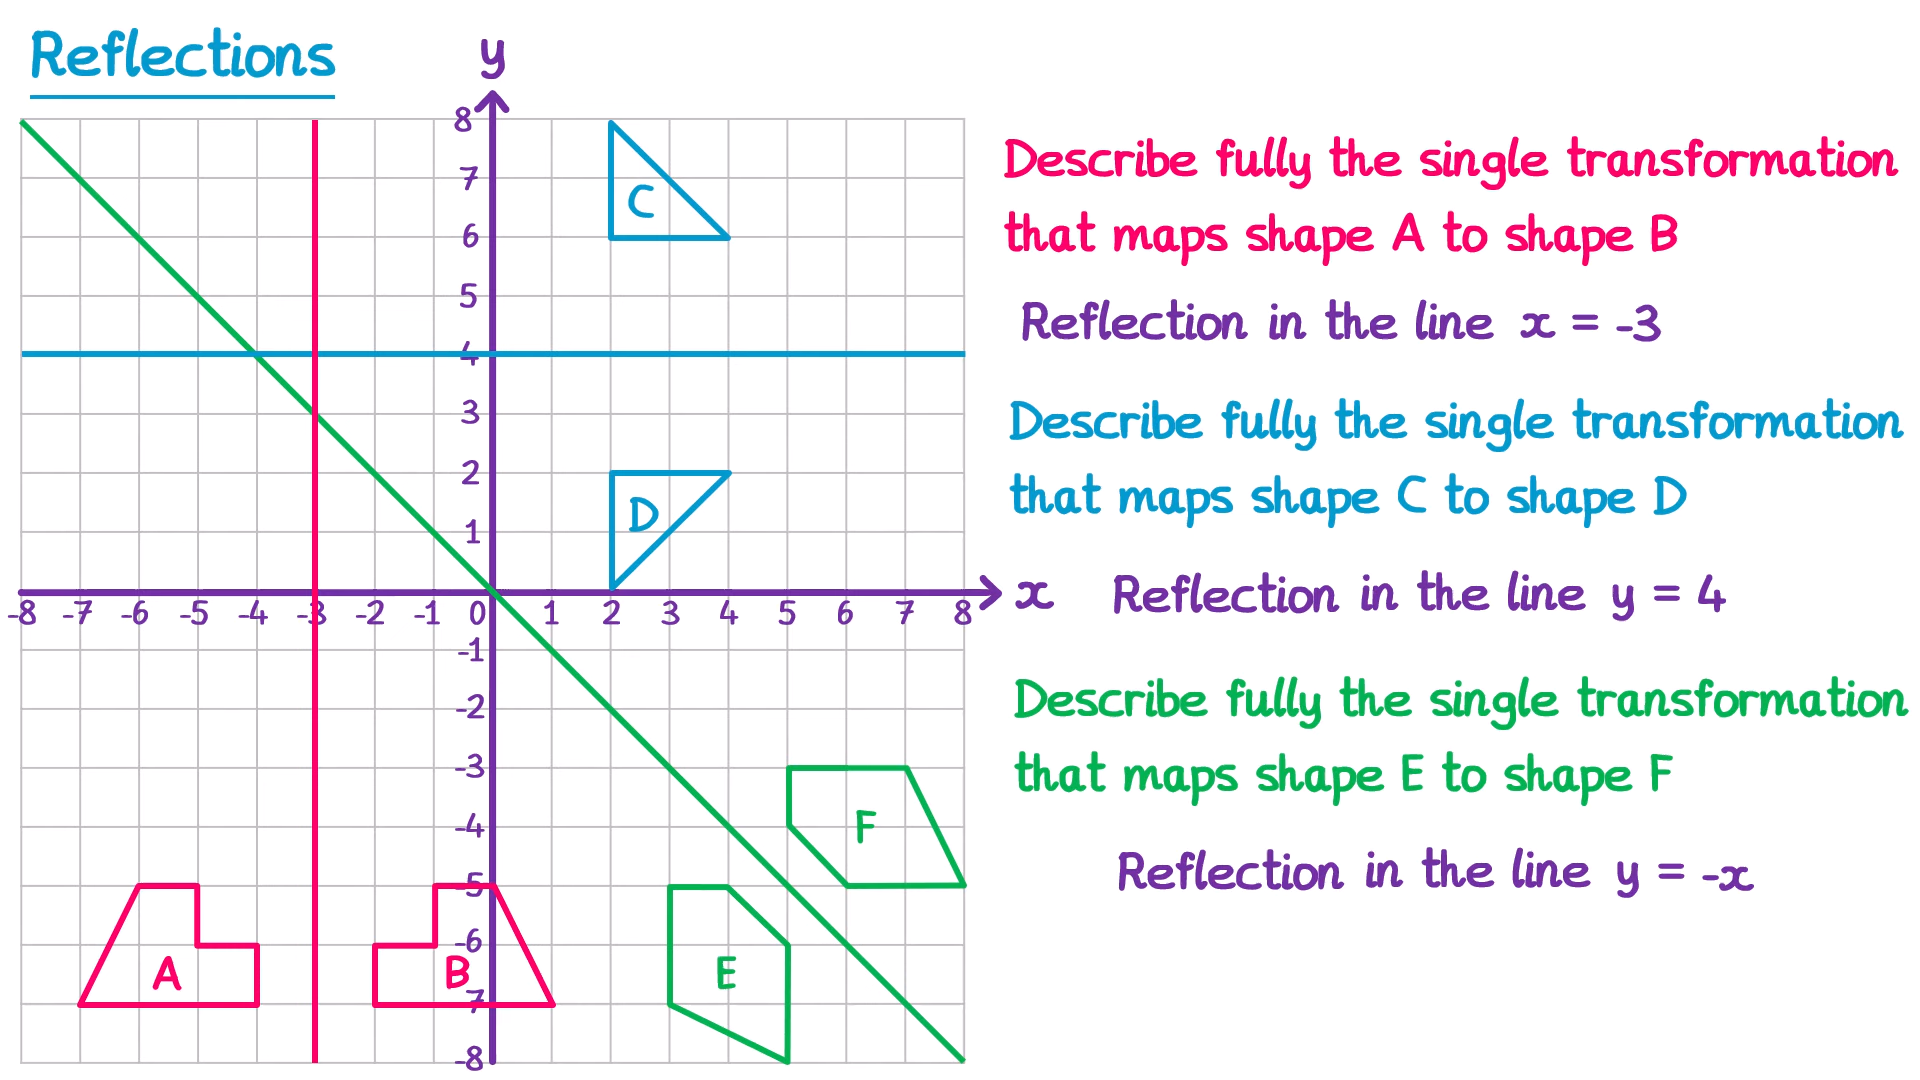 Reflections
y
8
7
6
5
4
3
2
1
-8 -7 -6 -5 -4 -3 -2 -1 0 1 2 3 4 5 6 7 8 x
-1
-2
-3
-4
-5
-6
-7
-8
C
D
F
A B E
Describe fully the single transformation
that maps shape A to shape B
Reflection in the line x = -3
Describe fully the single transformation
that maps shape C to shape D
Reflection in the line y = 4
Describe fully the single transformation
that maps shape E to shape F
Reflection in the line y = -x